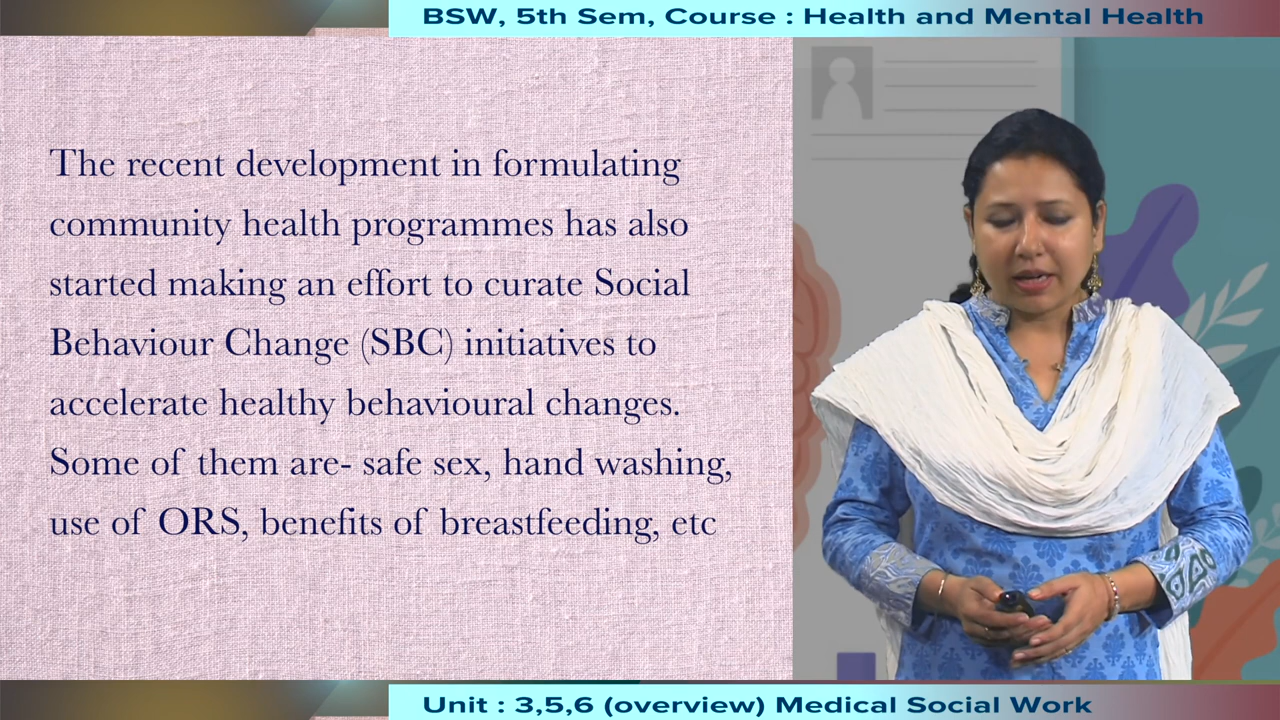 BSW, 5th Sem, Course : Health and Mental Health
The recent development in formulating
community health programmes has also
started making an effort to curate Social
Behaviour Change (SBC) initiatives to
accelerate healthy behavioural changes.
Some of them are- safe sex, hand washing,
use of ORS, benefits of breastfeeding, etc
Unit : 3,5,6 (overview) Medical Social Work